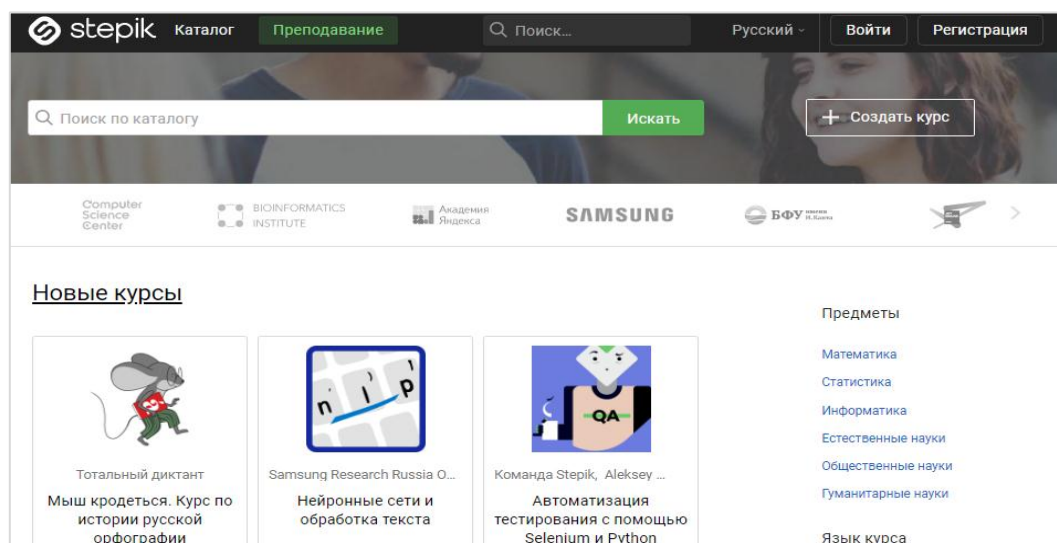 stepik Каталог Преподавание Поиск... Русский Войти Регистрация
Поиск по каталогу Искать + Создать курс
Computer
Science
Center
BIOINFORMATICS
INSTITUTE
Академия
Яндекса
SAMSUNG
БФУ имени
И.Канта
Новые курсы
Тотальный диктант
Мыш кродеться. Курс по
истории русской
орфографии
n l p
Samsung Research Russia O...
Нейронные сети и
обработка текста
QA
Команда Stepik, Aleksey ...
Автоматизация
тестирования с помощью
Selenium и Python
Предметы
Математика
Статистика
Информатика
Естественные науки
Общественные науки
Гуманитарные науки
Язык курса